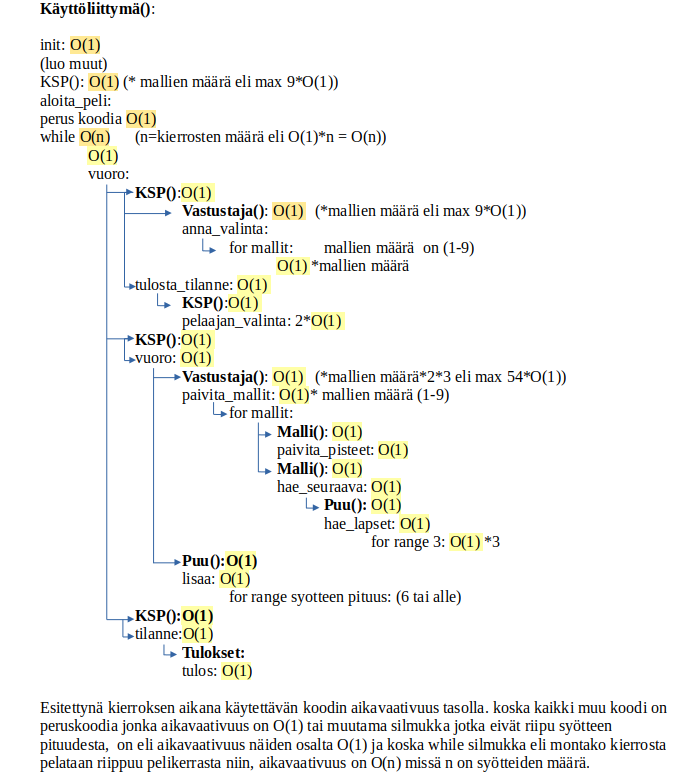 Käyttöliittymä():
init: O(1)
(luo muut)
KSP(): O(1) (* mallien määrä eli max 9*O(1))
aloita_peli:
perus koodia O(1)
while O(n) (n=kierrosten määrä eli O(1)*n = O(n))
O(1)
vuoro:
KSP():O(1)
Vastustaja(): O(1) (*mallien määrä eli max 9*O(1))
anna_valinta:
for mallit: mallien määrä on (1-9)
O(1) *mallien määrä
tulosta_tilanne: O(1)
KSP():O(1)
pelaajan_valinta: 2*O(1)
KSP():O(1)
vuoro: O(1)
Vastustaja(): O(1) (*mallien määrä*2*3 eli max 54*O(1))
paivita_mallit: O(1)* mallien määrä (1-9)
for mallit:
Malli(): O(1)
paivita_pisteet: O(1)
Malli(): O(1)
hae_seuraava: O(1)
Puu(): O(1)
hae_lapset: O(1)
for range 3: O(1) *3
Puu():O(1)
lisaa: O(1)
for range syotteen pituus: (6 tai alle)
KSP():O(1)
tilanne:O(1)
Tulokset:
tulos: O(1)
Esitettynä kierroksen aikana käytettävän koodin aikavaativuus tasolla. koska kaikki muu koodi on
peruskoodia jonka aikavaativuus on O(1) tai muutama silmukka jotka eivät riipu syötteen
pituudesta, on eli aikavaativuus näiden osalta O(1) ja koska while silmukka eli montako kierrosta
pelataan riippuu pelikerrasta niin, aikavaativuus on O(n) missä n on syötteiden määrä.